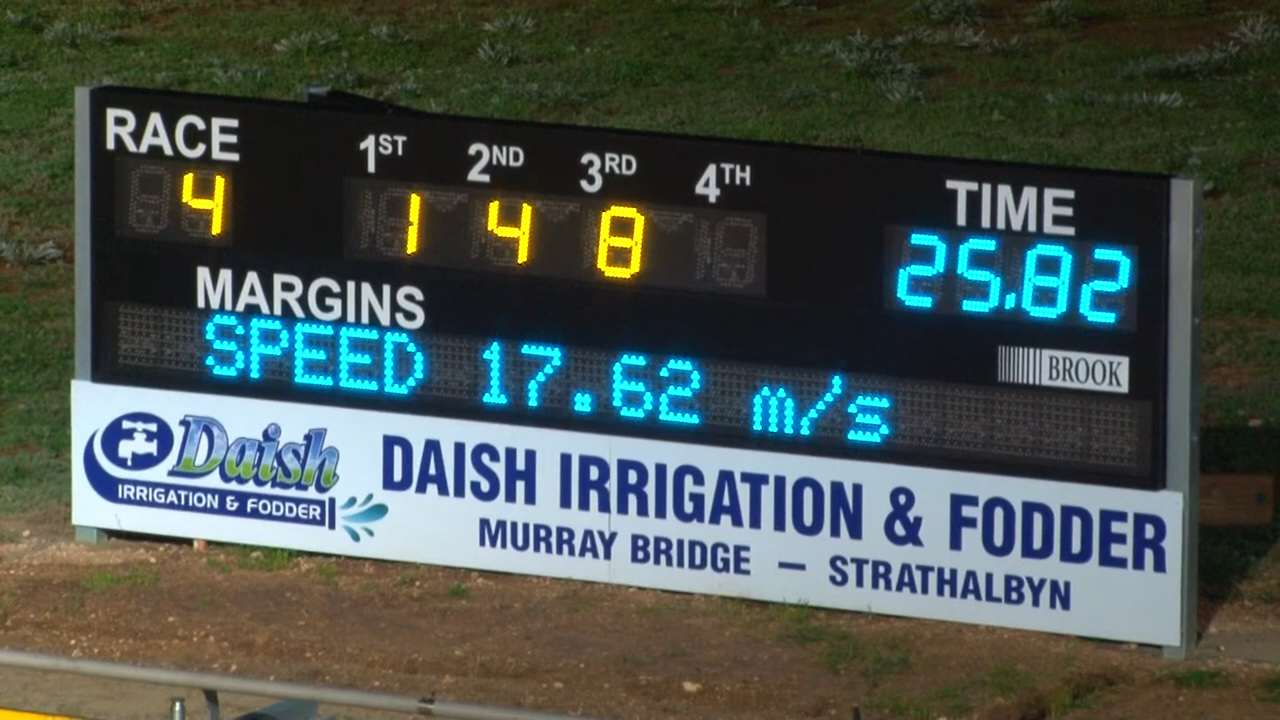 RACE 1ST 2ND 3RD 4TH TIME
4 1 4 8 25.82
MARGINS
SPEED 17.62 m/s
BROOK
Daish
IRRIGATION & FODDER
DAISH IRRIGATION & FODDER
MURRAY BRIDGE — STRATHALBYN